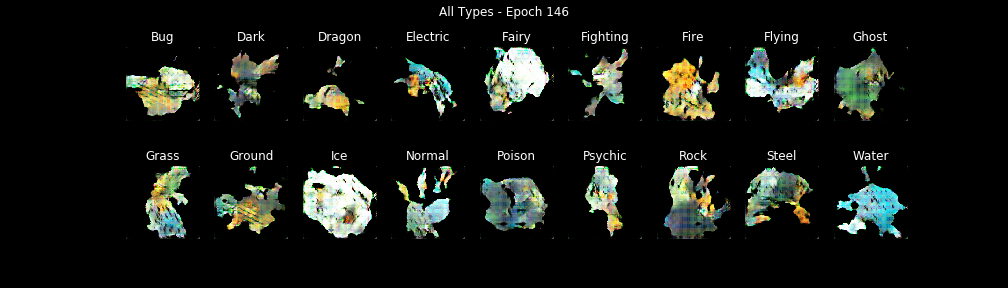 All Types - Epoch 146
Bug Dark Dragon Electric Fairy Fighting Fire Flying Ghost
Grass Ground Ice Normal Poison Psychic Rock Steel Water